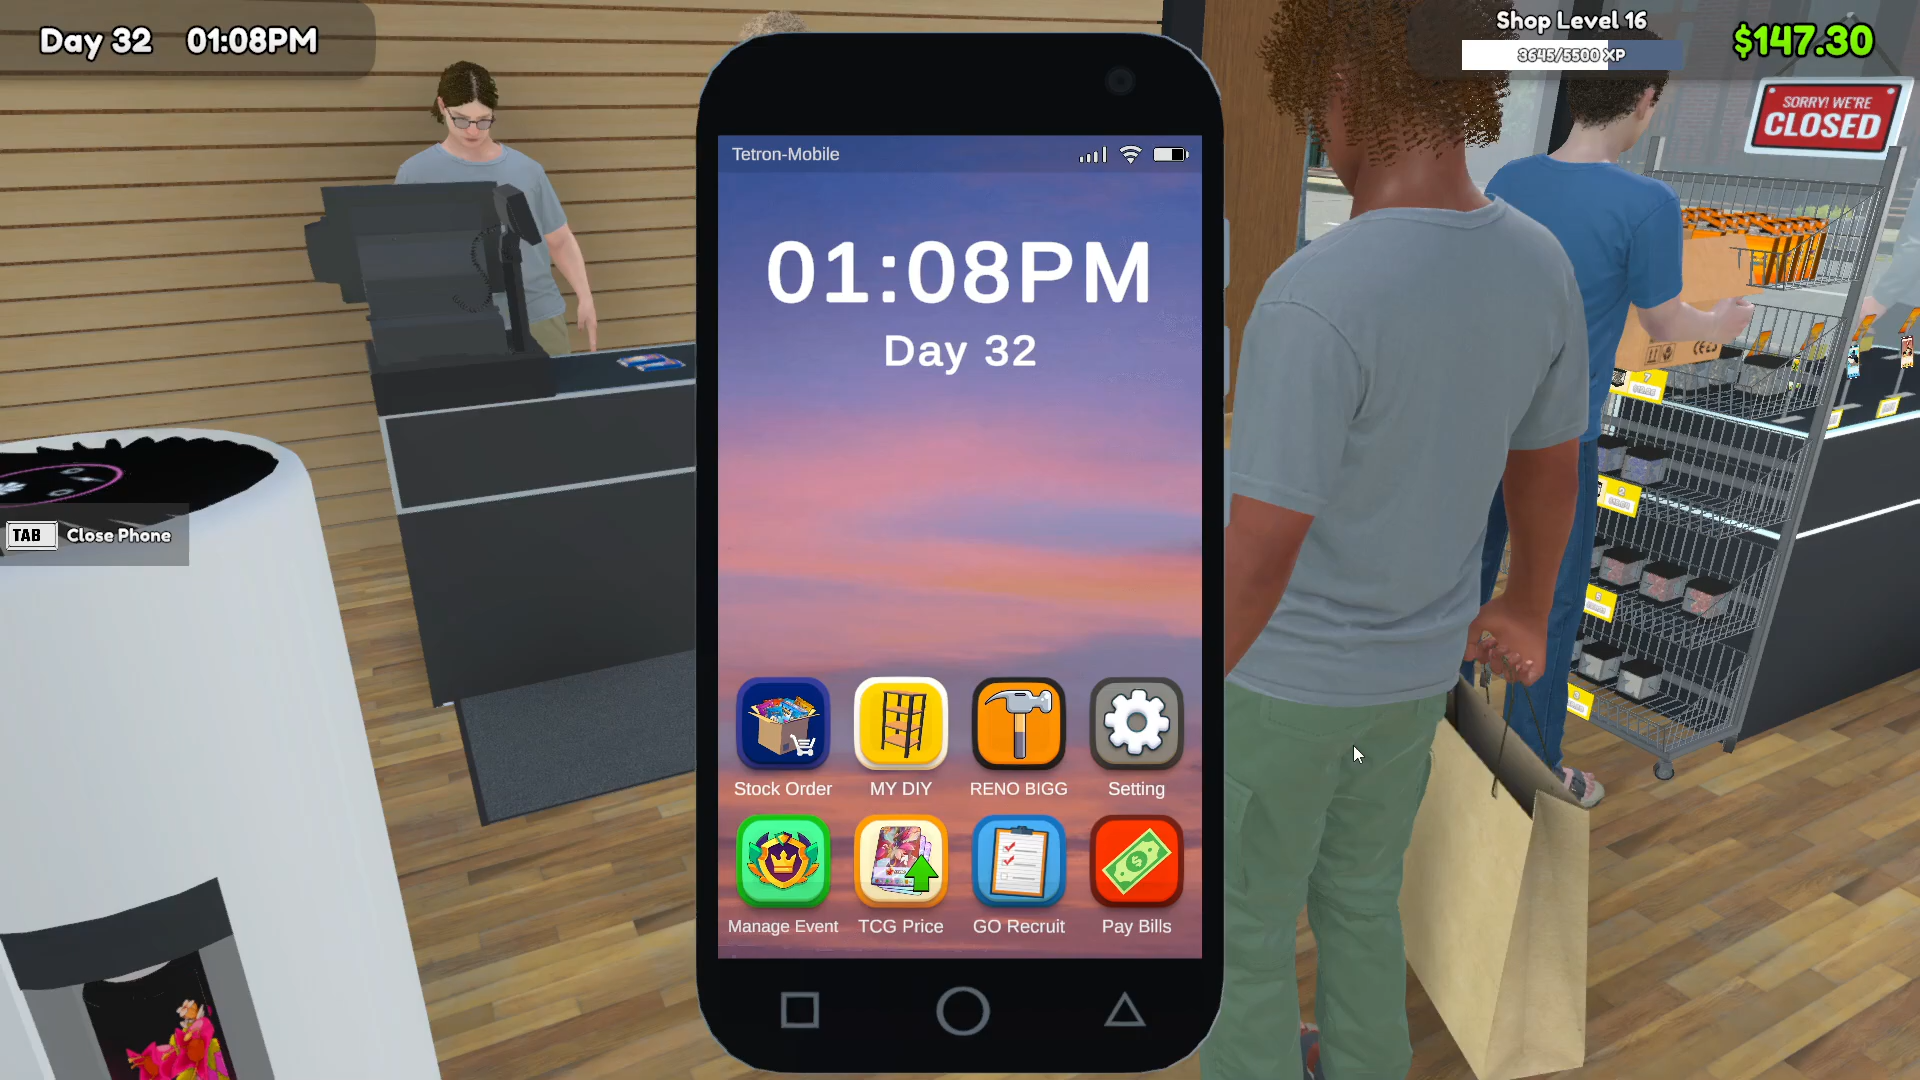 Day 32 01:08PM
Shop Level 16
3645/5500 XP
$147.30
SORRY! WE'RE
CLOSED
TAB Close Phone
Tetron-Mobile
01:08PM
Day 32
Stock Order MY DIY RENO BIGG Setting
Manage Event TCG Price GO Recruit Pay Bills